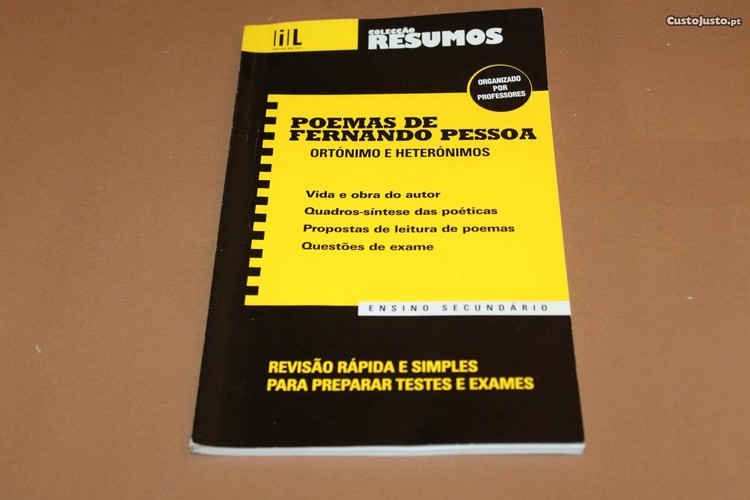 CustoJusto.pt
iL
COLECÇÃO
RESUMOS
ORGANIZADO
POR
PROFESSORES
POEMAS DE
FERNANDO PESSOA
ORTÓNIMO E HETERÓNIMOS
Vida e obra do autor
Quadros-síntese das poéticas
Propostas de leitura de poemas
Questões de exame
ENSINO SECUNDÁRIO
REVISÃO RÁPIDA E SIMPLES
PARA PREPARAR TESTES E EXAMES